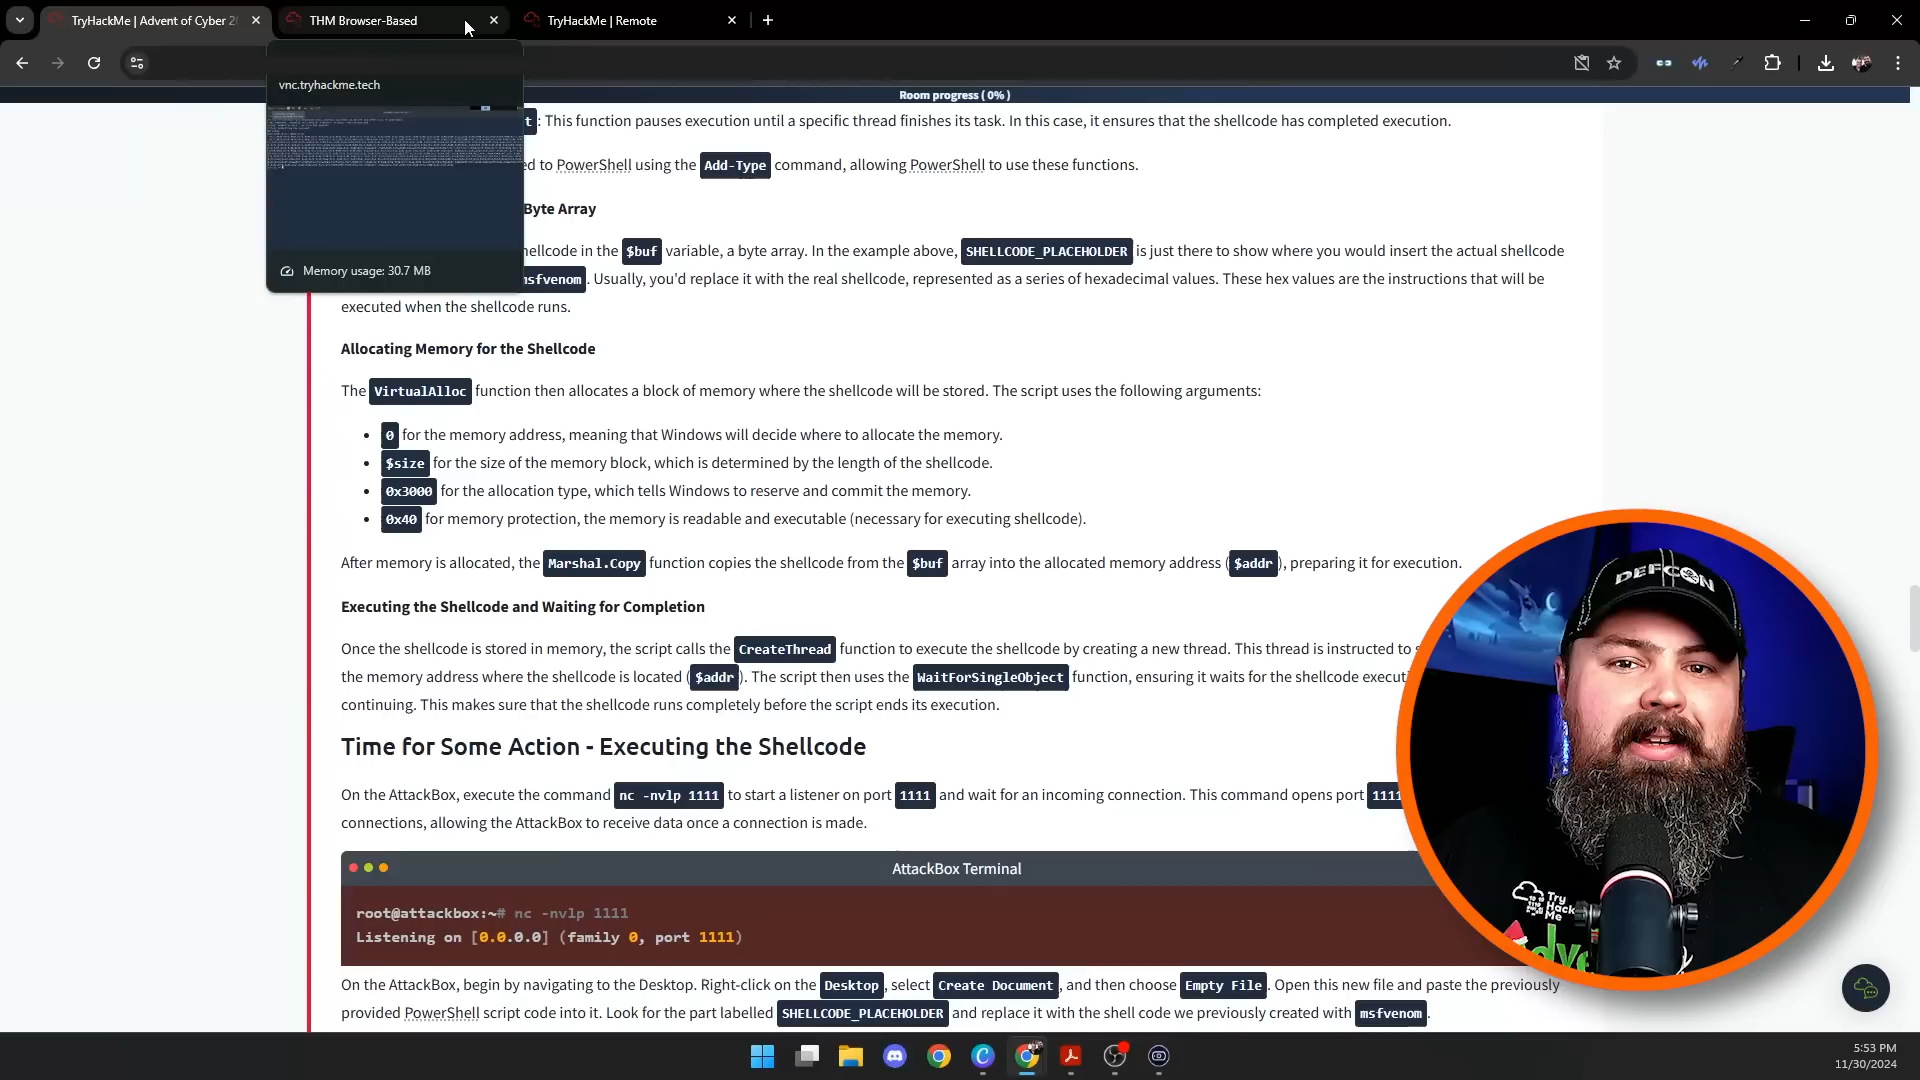 TryHackMe | Advent of Cyber 20
THM Browser-Based
TryHackMe | Remote
vnc.tryhackme.tech
Memory usage: 30.7 MB
Room progress ( 0% )
t : This function pauses execution until a specific thread finishes its task. In this case, it ensures that the shellcode has completed execution.
ed to PowerShell using the Add-Type command, allowing PowerShell to use these functions.
Byte Array
hellcode in the $buf variable, a byte array. In the example above, SHELLCODE_PLACEHOLDER is just there to show where you would insert the actual shellcode
msfvenom . Usually, you'd replace it with the real shellcode, represented as a series of hexadecimal values. These hex values are the instructions that will be
executed when the shellcode runs.
Allocating Memory for the Shellcode
The VirtualAlloc function then allocates a block of memory where the shellcode will be stored. The script uses the following arguments:
• 0 for the memory address, meaning that Windows will decide where to allocate the memory.
• $size for the size of the memory block, which is determined by the length of the shellcode.
• 0x3000 for the allocation type, which tells Windows to reserve and commit the memory.
• 0x40 for memory protection, the memory is readable and executable (necessary for executing shellcode).
After memory is allocated, the Marshal.Copy function copies the shellcode from the $buf array into the allocated memory address ( $addr ), preparing it for execution.
Executing the Shellcode and Waiting for Completion
Once the shellcode is stored in memory, the script calls the CreateThread function to execute the shellcode by creating a new thread. This thread is instructed to
the memory address where the shellcode is located ( $addr ). The script then uses the WaitForSingleObject function, ensuring it waits for the shellcode executi
continuing. This makes sure that the shellcode runs completely before the script ends its execution.
Time for Some Action - Executing the Shellcode
On the AttackBox, execute the command nc -nvlp 1111 to start a listener on port 1111 and wait for an incoming connection. This command opens port 1111
connections, allowing the AttackBox to receive data once a connection is made.
AttackBox Terminal
root@attackbox:~# nc -nvlp 1111
Listening on [0.0.0.0] (family 0, port 1111)
On the AttackBox, begin by navigating to the Desktop. Right-click on the Desktop , select Create Document , and then choose Empty File . Open this new file and paste the previously
provided PowerShell script code into it. Look for the part labelled SHELLCODE_PLACEHOLDER and replace it with the shell code we previously created with msfvenom .
DEFCON
Try
Hack
Me
Adve
5:53 PM
11/30/2024